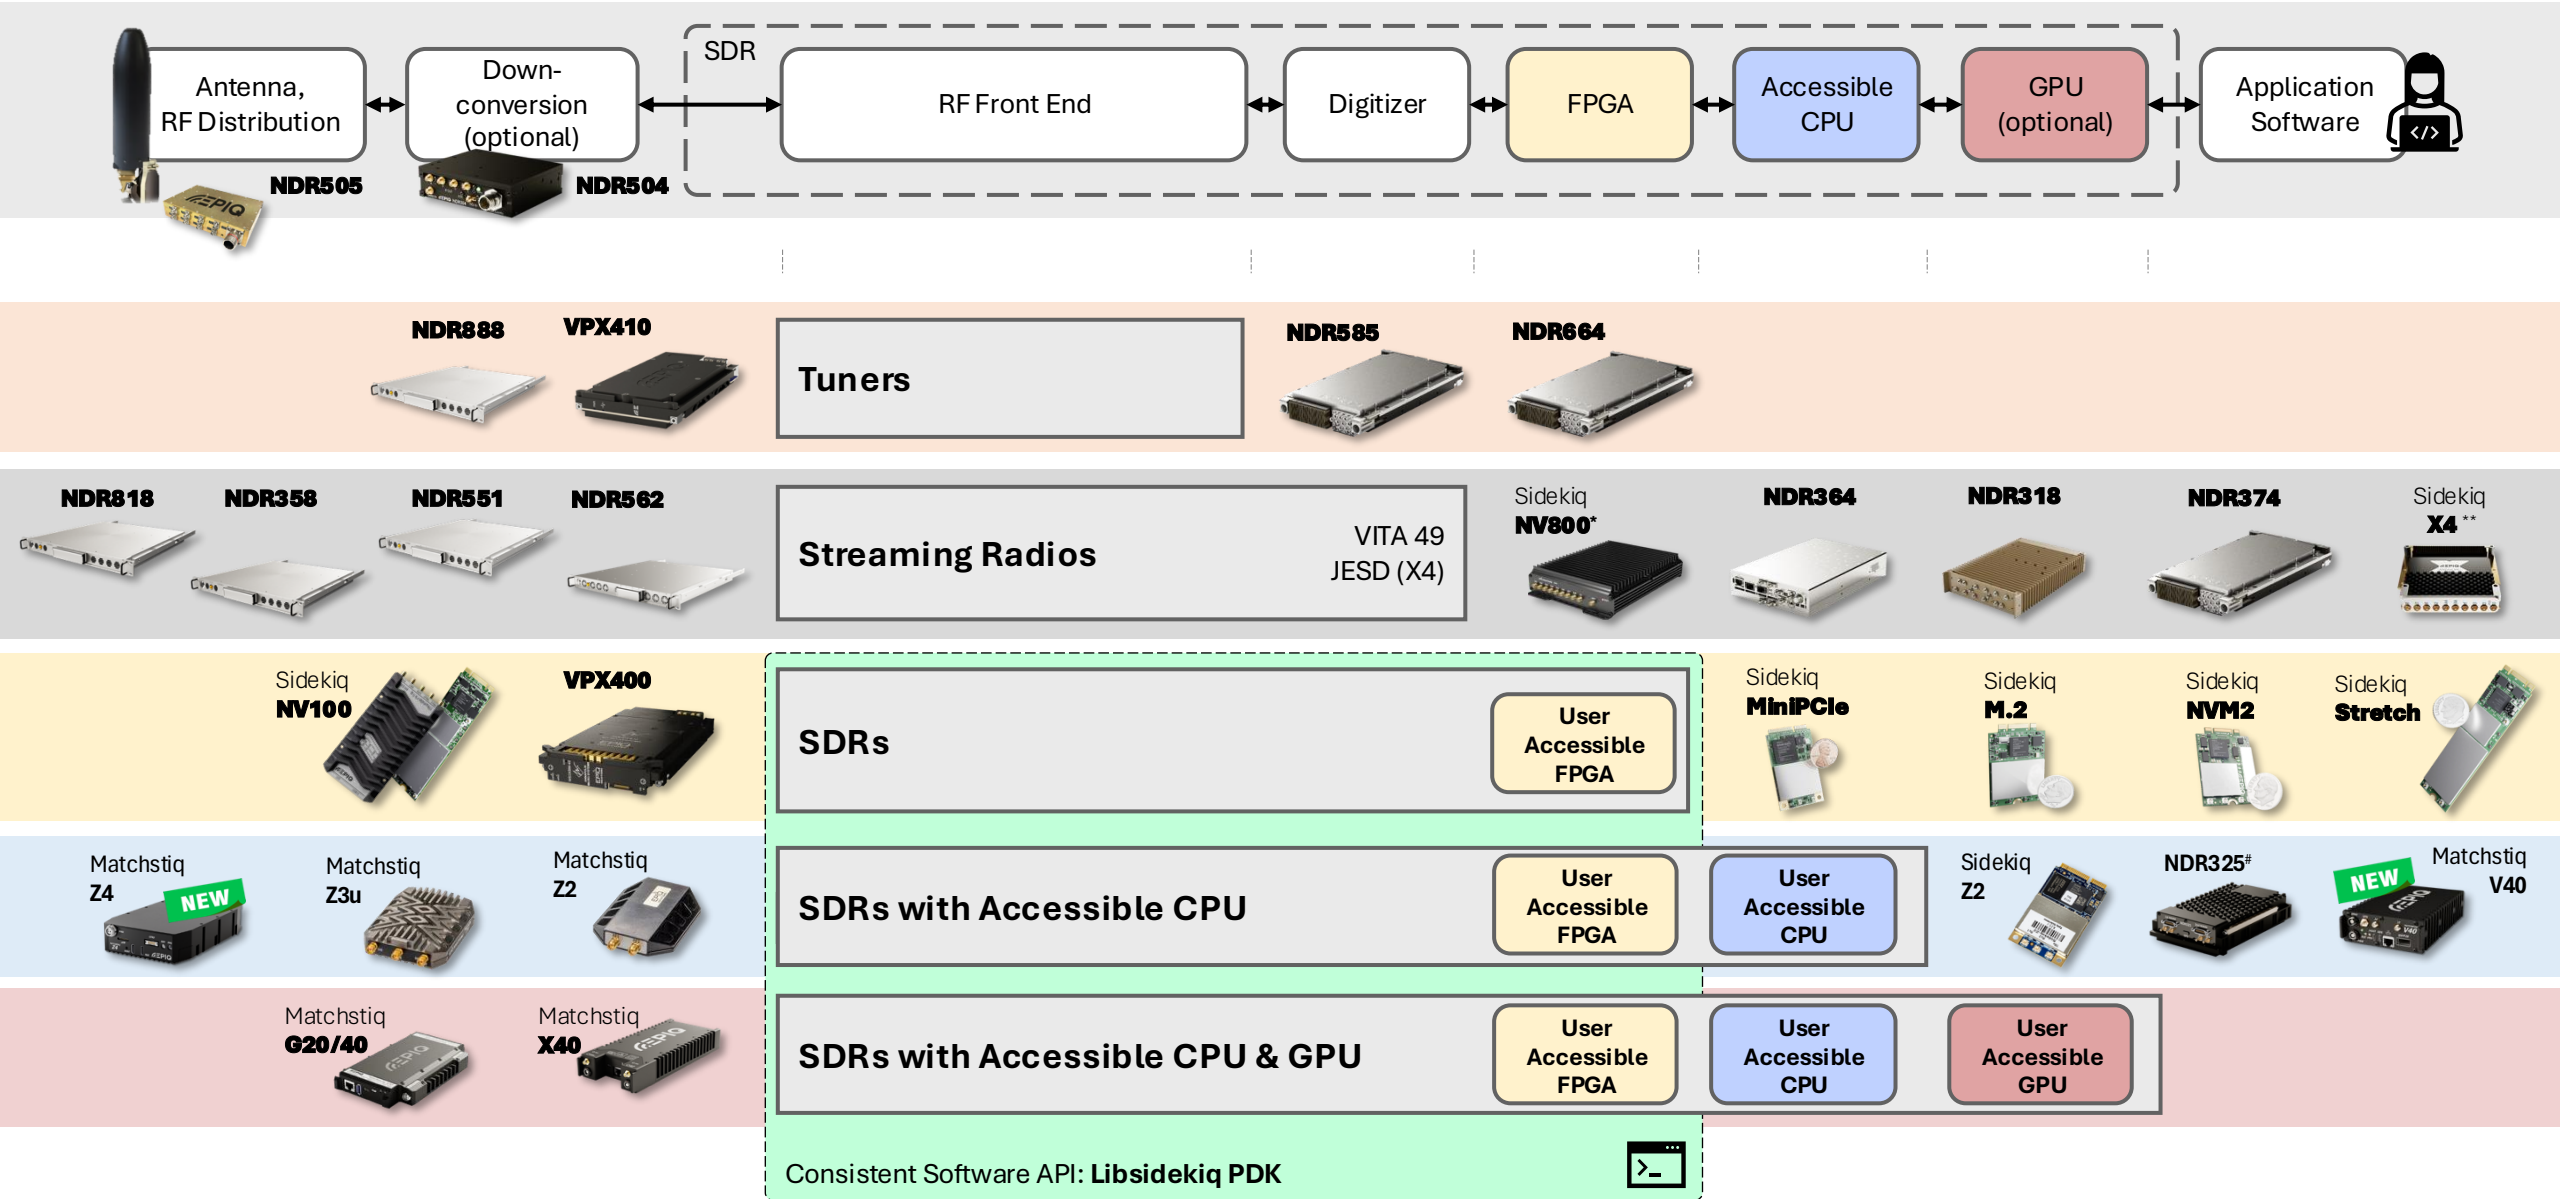 SDR
Antenna,
RF Distribution
Down-
conversion
(optional)
RF Front End
Digitizer
FPGA
Accessible
CPU
GPU
(optional)
Application
Software
</>
EPIQ
NDR505
NDR504
NDR888
VPX410
Tuners
NDR585
NDR664
NDR818
NDR358
NDR551
NDR562
Streaming Radios
VITA 49
JESD (X4)
Sidekiq
NV800*
NDR364
NDR318
NDR374
Sidekiq
X4 **
Sidekiq
NV100
VPX400
SDRs
User
Accessible
FPGA
Sidekiq
MiniPCIe
Sidekiq
M.2
Sidekiq
NVM2
Sidekiq
Stretch
Matchstiq
Z4
NEW
Matchstiq
Z3u
Matchstiq
Z2
SDRs with Accessible CPU
User
Accessible
FPGA
User
Accessible
CPU
Sidekiq
Z2
NDR325#
NEW
Matchstiq
V40
EPIQ
V40
Matchstiq
G20/40
EPIQ
Matchstiq
X40
EPIQ
SDRs with Accessible CPU & GPU
User
Accessible
FPGA
User
Accessible
CPU
User
Accessible
GPU
Consistent Software API: Libsidekiq PDK